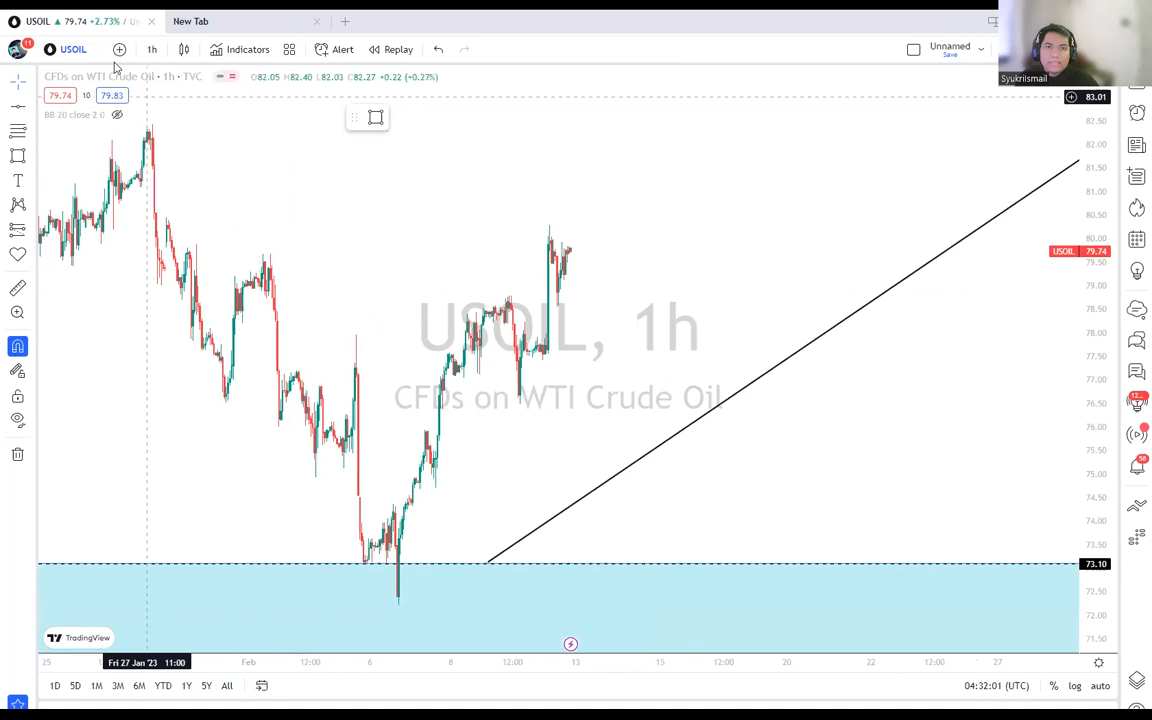 USOIL ▲ 79.74 +2.73% / Un
New Tab
11
USOIL
1h
Indicators
Alert
Replay
Unnamed
Save
SyukriIsmail
CFDs on WTI Crude Oil · 1h · TVC
O82.05 H82.40 L82.03 C82.27 +0.22 (+0.27%)
79.74 10 79.83
BB 20 close 2 0
83.01
82.50
82.00
81.50
81.00
80.50
80.00
USOIL 79.74
79.50
79.00
78.50
78.00
77.50
77.00
76.50
76.00
75.50
75.00
74.50
74.00
73.50
73.10
72.50
72.00
71.50
USOIL, 1h
CFDs on WTI Crude Oil
T
12
58
TradingView
25
Fri 27 Jan '23 11:00
Feb
12:00
6
8
12:00
13
15
12:00
20
22
12:00
27
1D 5D 1M 3M 6M YTD 1Y 5Y All
04:32:01 (UTC)
% log auto